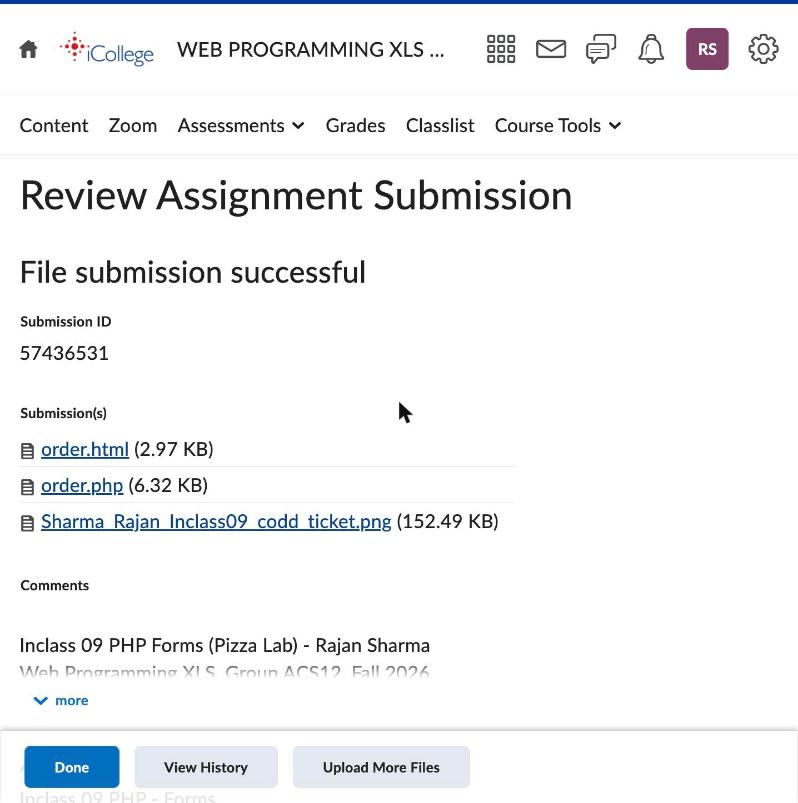 iCollege WEB PROGRAMMING XLS ... RS
Content Zoom Assessments Grades Classlist Course Tools
Review Assignment Submission
File submission successful
Submission ID
57436531
Submission(s)
order.html (2.97 KB)
order.php (6.32 KB)
Sharma_Rajan_Inclass09_codd_ticket.png (152.49 KB)
Comments
Inclass 09 PHP Forms (Pizza Lab) - Rajan Sharma
Web Programming XLS, Group ACS12, Fall 2026
more
Done View History Upload More Files
Inclass 09 PHP - Forms